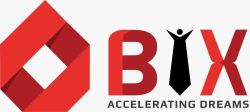 BIX
ACCELERATING DREAMS